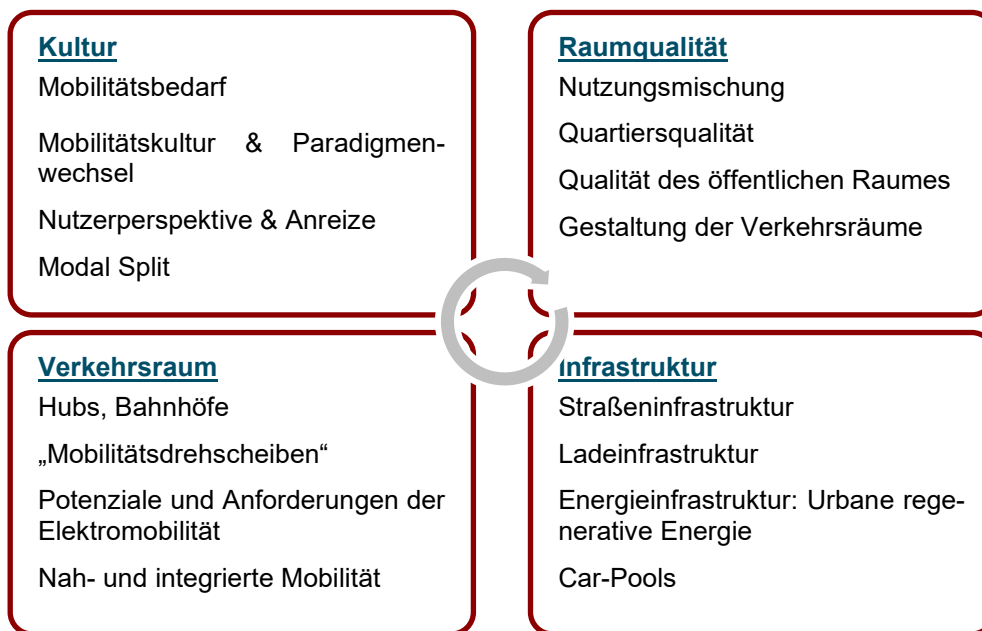 Kultur
Mobilitätsbedarf
Mobilitätskultur & Paradigmen-
wechsel
Nutzerperspektive & Anreize
Modal Split
Raumqualität
Nutzungsmischung
Quartiersqualität
Qualität des öffentlichen Raumes
Gestaltung der Verkehrsräume
Verkehrsraum
Hubs, Bahnhöfe
„Mobilitätsdrehscheiben“
Potenziale und Anforderungen der
Elektromobilität
Nah- und integrierte Mobilität
Infrastruktur
Straßeninfrastruktur
Ladeinfrastruktur
Energieinfrastruktur: Urbane rege-
nerative Energie
Car-Pools